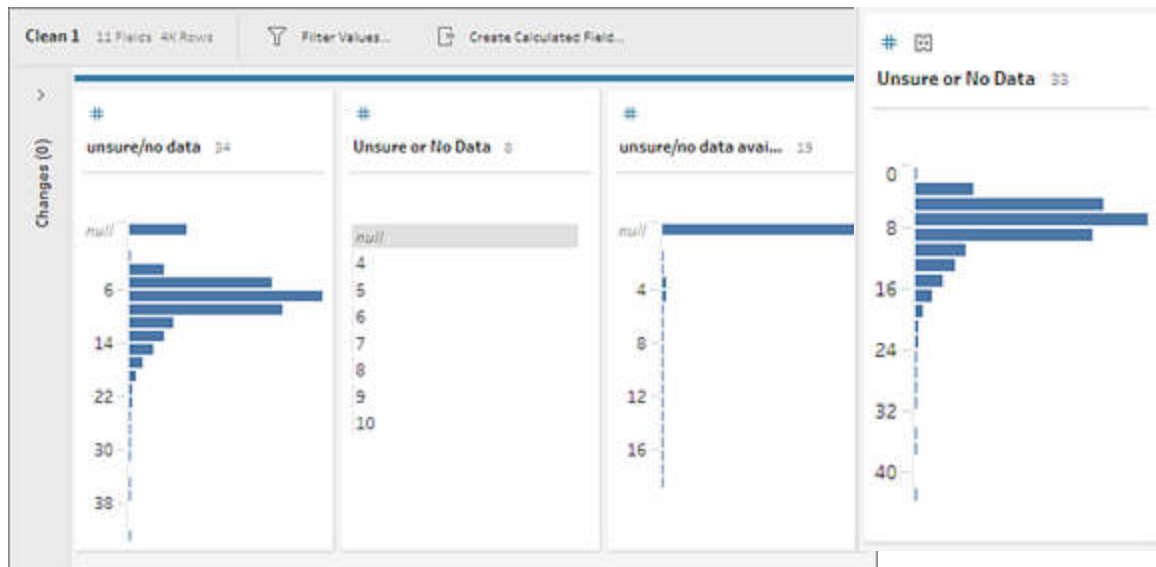 Clean 1 11 Fields 4K Rows Filter Values... Create Calculated Field...
Changes (0)
#
unsure/no data 34
null
6
14
22
30
38
#
Unsure or No Data 8
null
4
5
6
7
8
9
10
#
unsure/no data avai... 19
null
4
8
12
16
#
Unsure or No Data 33
0
8
16
24
32
40